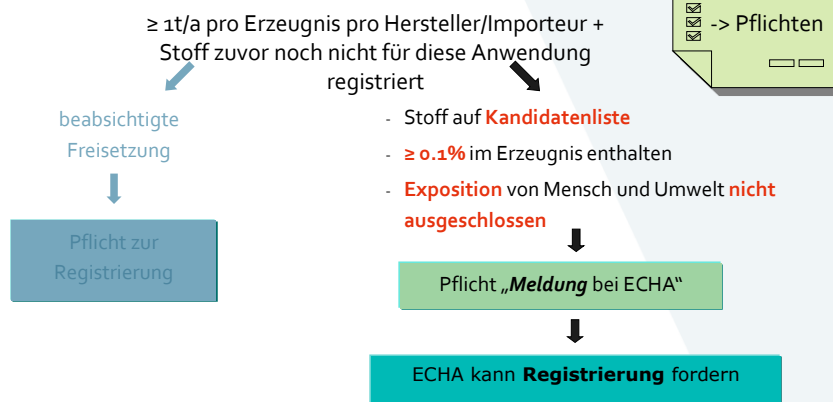 -> Pflichten
≥ 1t/a pro Erzeugnis pro Hersteller/Importeur +
Stoff zuvor noch nicht für diese Anwendung
registriert
beabsichtigte
Freisetzung
Pflicht zur
Registrierung
- Stoff auf Kandidatenliste
- ≥ 0.1% im Erzeugnis enthalten
- Exposition von Mensch und Umwelt nicht
ausgeschlossen
Pflicht „Meldung bei ECHA“
ECHA kann Registrierung fordern